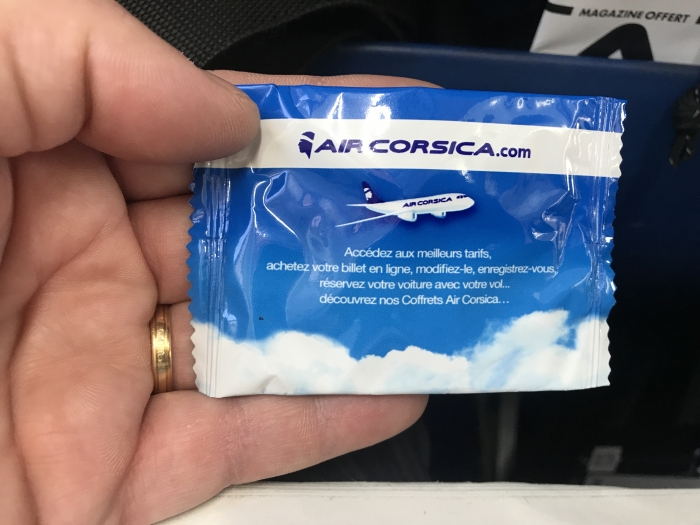 MAGAZINE OFFERT
AIR CORSICA.com
AIR CORSICA
Accédez aux meilleurs tarifs,
achetez votre billet en ligne, modifiez-le, enregistrez-vous,
réservez votre voiture avec votre vol...
découvrez nos Coffrets Air Corsica...